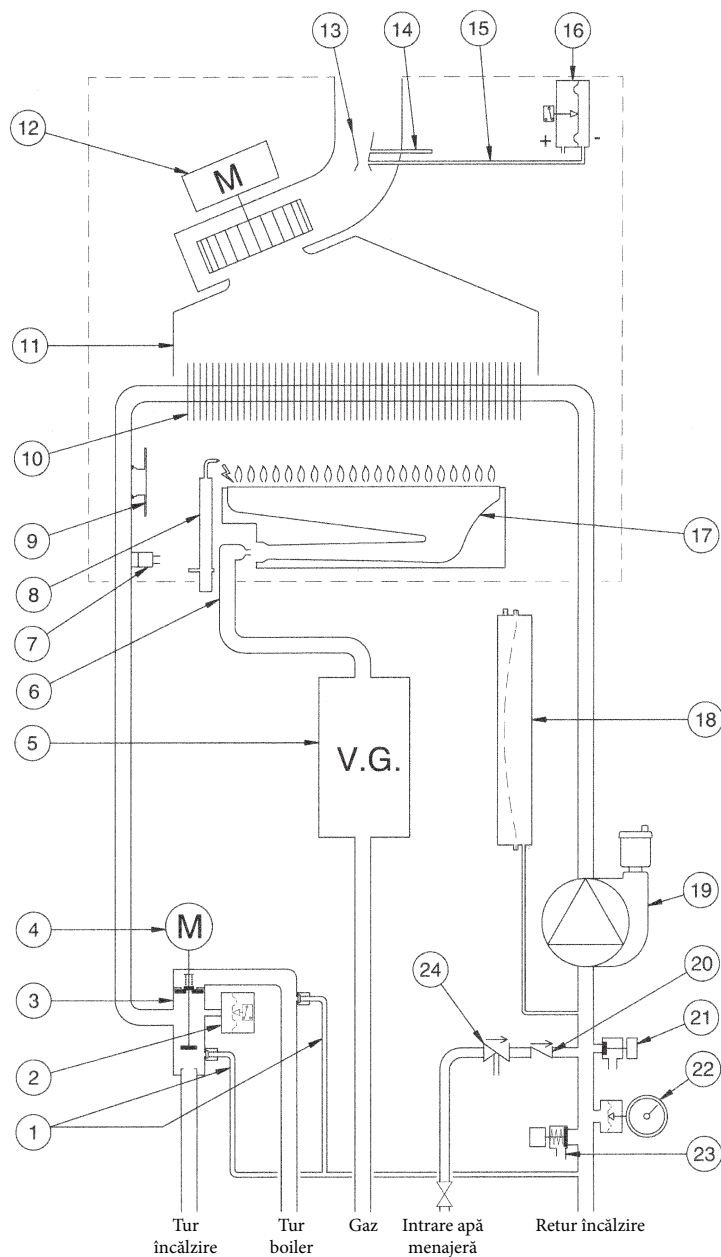 13
14
15
16
12
M
+ -
11
10
9
17
8
7
6
18
5
V.G.
19
4
M
24
20
3
21
2
22
1
23
Tur
încălzire
Tur
boiler
Gaz
Intrare apă
menajeră
Retur încălzire